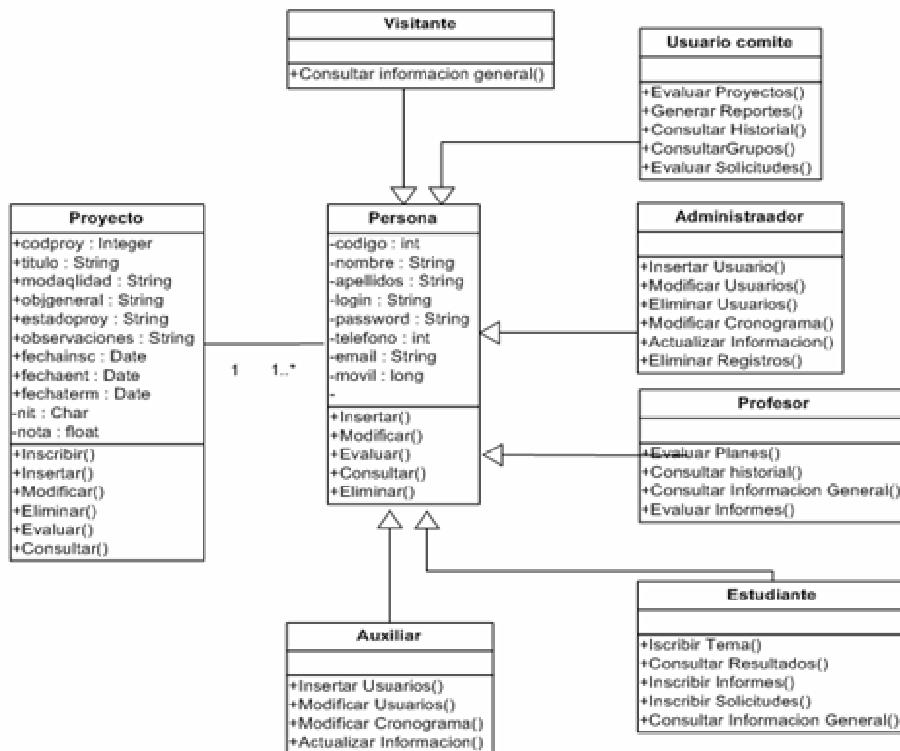 Visitante
+Consultar informacion general()
Usuario comite
+Evaluar Proyectos()
+Generar Reportes()
+Consultar Historial()
+ConsultarGrupos()
+Evaluar Solicitudes()
Proyecto
+codproy : Integer
+titulo : String
+modaqlidad : String
+objgeneral : String
+estadoproy : String
+observaciones : String
+fechainsc : Date
+fechaent : Date
+fechaterm : Date
-nit : Char
-nota : float
+Inscribir()
+Insertar()
+Modificar()
+Eliminar()
+Evaluar()
+Consultar()
1 1..*
Persona
-codigo : int
-nombre : String
-apellidos : String
-login : String
-password : String
-telefono : int
-email : String
-movil : long
-
+Insertar()
+Modificar()
+Evaluar()
+Consultar()
+Eliminar()
Administraador
+Insertar Usuario()
+Modificar Usuarios()
+Eliminar Usuarios()
+Modificar Cronograma()
+Actualizar Informacion()
+Eliminar Registros()
Profesor
+Evaluar Planes()
+Consultar historial()
+Consultar Informacion General()
+Evaluar Informes()
Auxiliar
+Insertar Usuarios()
+Modificar Usuarios()
+Modificar Cronograma()
+Actualizar Informacion()
Estudiante
+Iscribir Tema()
+Consultar Resultados()
+Inscribir Informes()
+Inscribir Solicitudes()
+Consultar Informacion General()